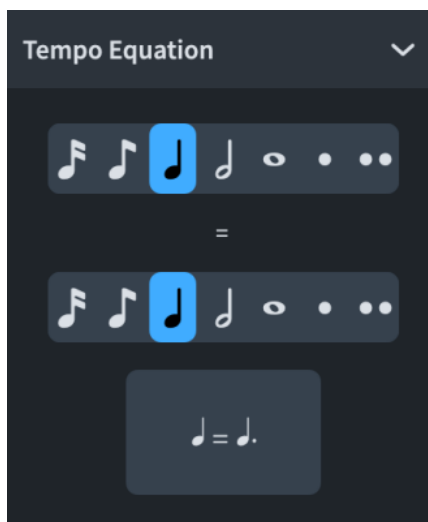 Tempo Equation
=
=